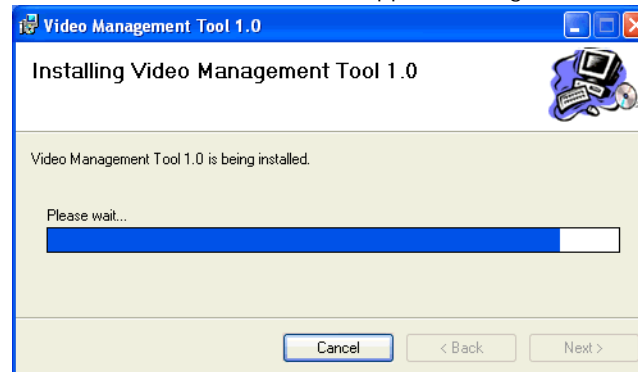 Video Management Tool 1.0
Installing Video Management Tool 1.0
Video Management Tool 1.0 is being installed.
Please wait...
Cancel
< Back
Next >